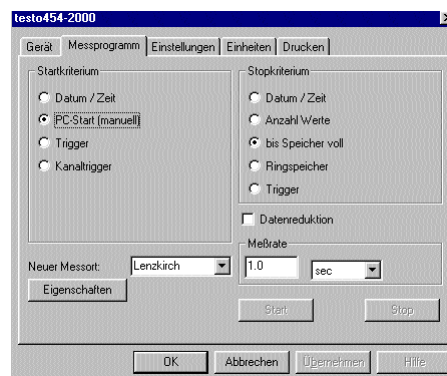 testo454-2000
Gerät Messprogramm Einstellungen Einheiten Drucken
Startkriterium
Datum / Zeit
PC-Start (manuell)
Trigger
Kanaltrigger
Stopkriterium
Datum / Zeit
Anzahl Werte
bis Speicher voll
Ringspeicher
Trigger
Datenreduktion
Meßrate
1.0 sec
Neuer Messort: Lenzkirch
Eigenschaften
Start Stop
OK Abbrechen Übernehmen Hilfe